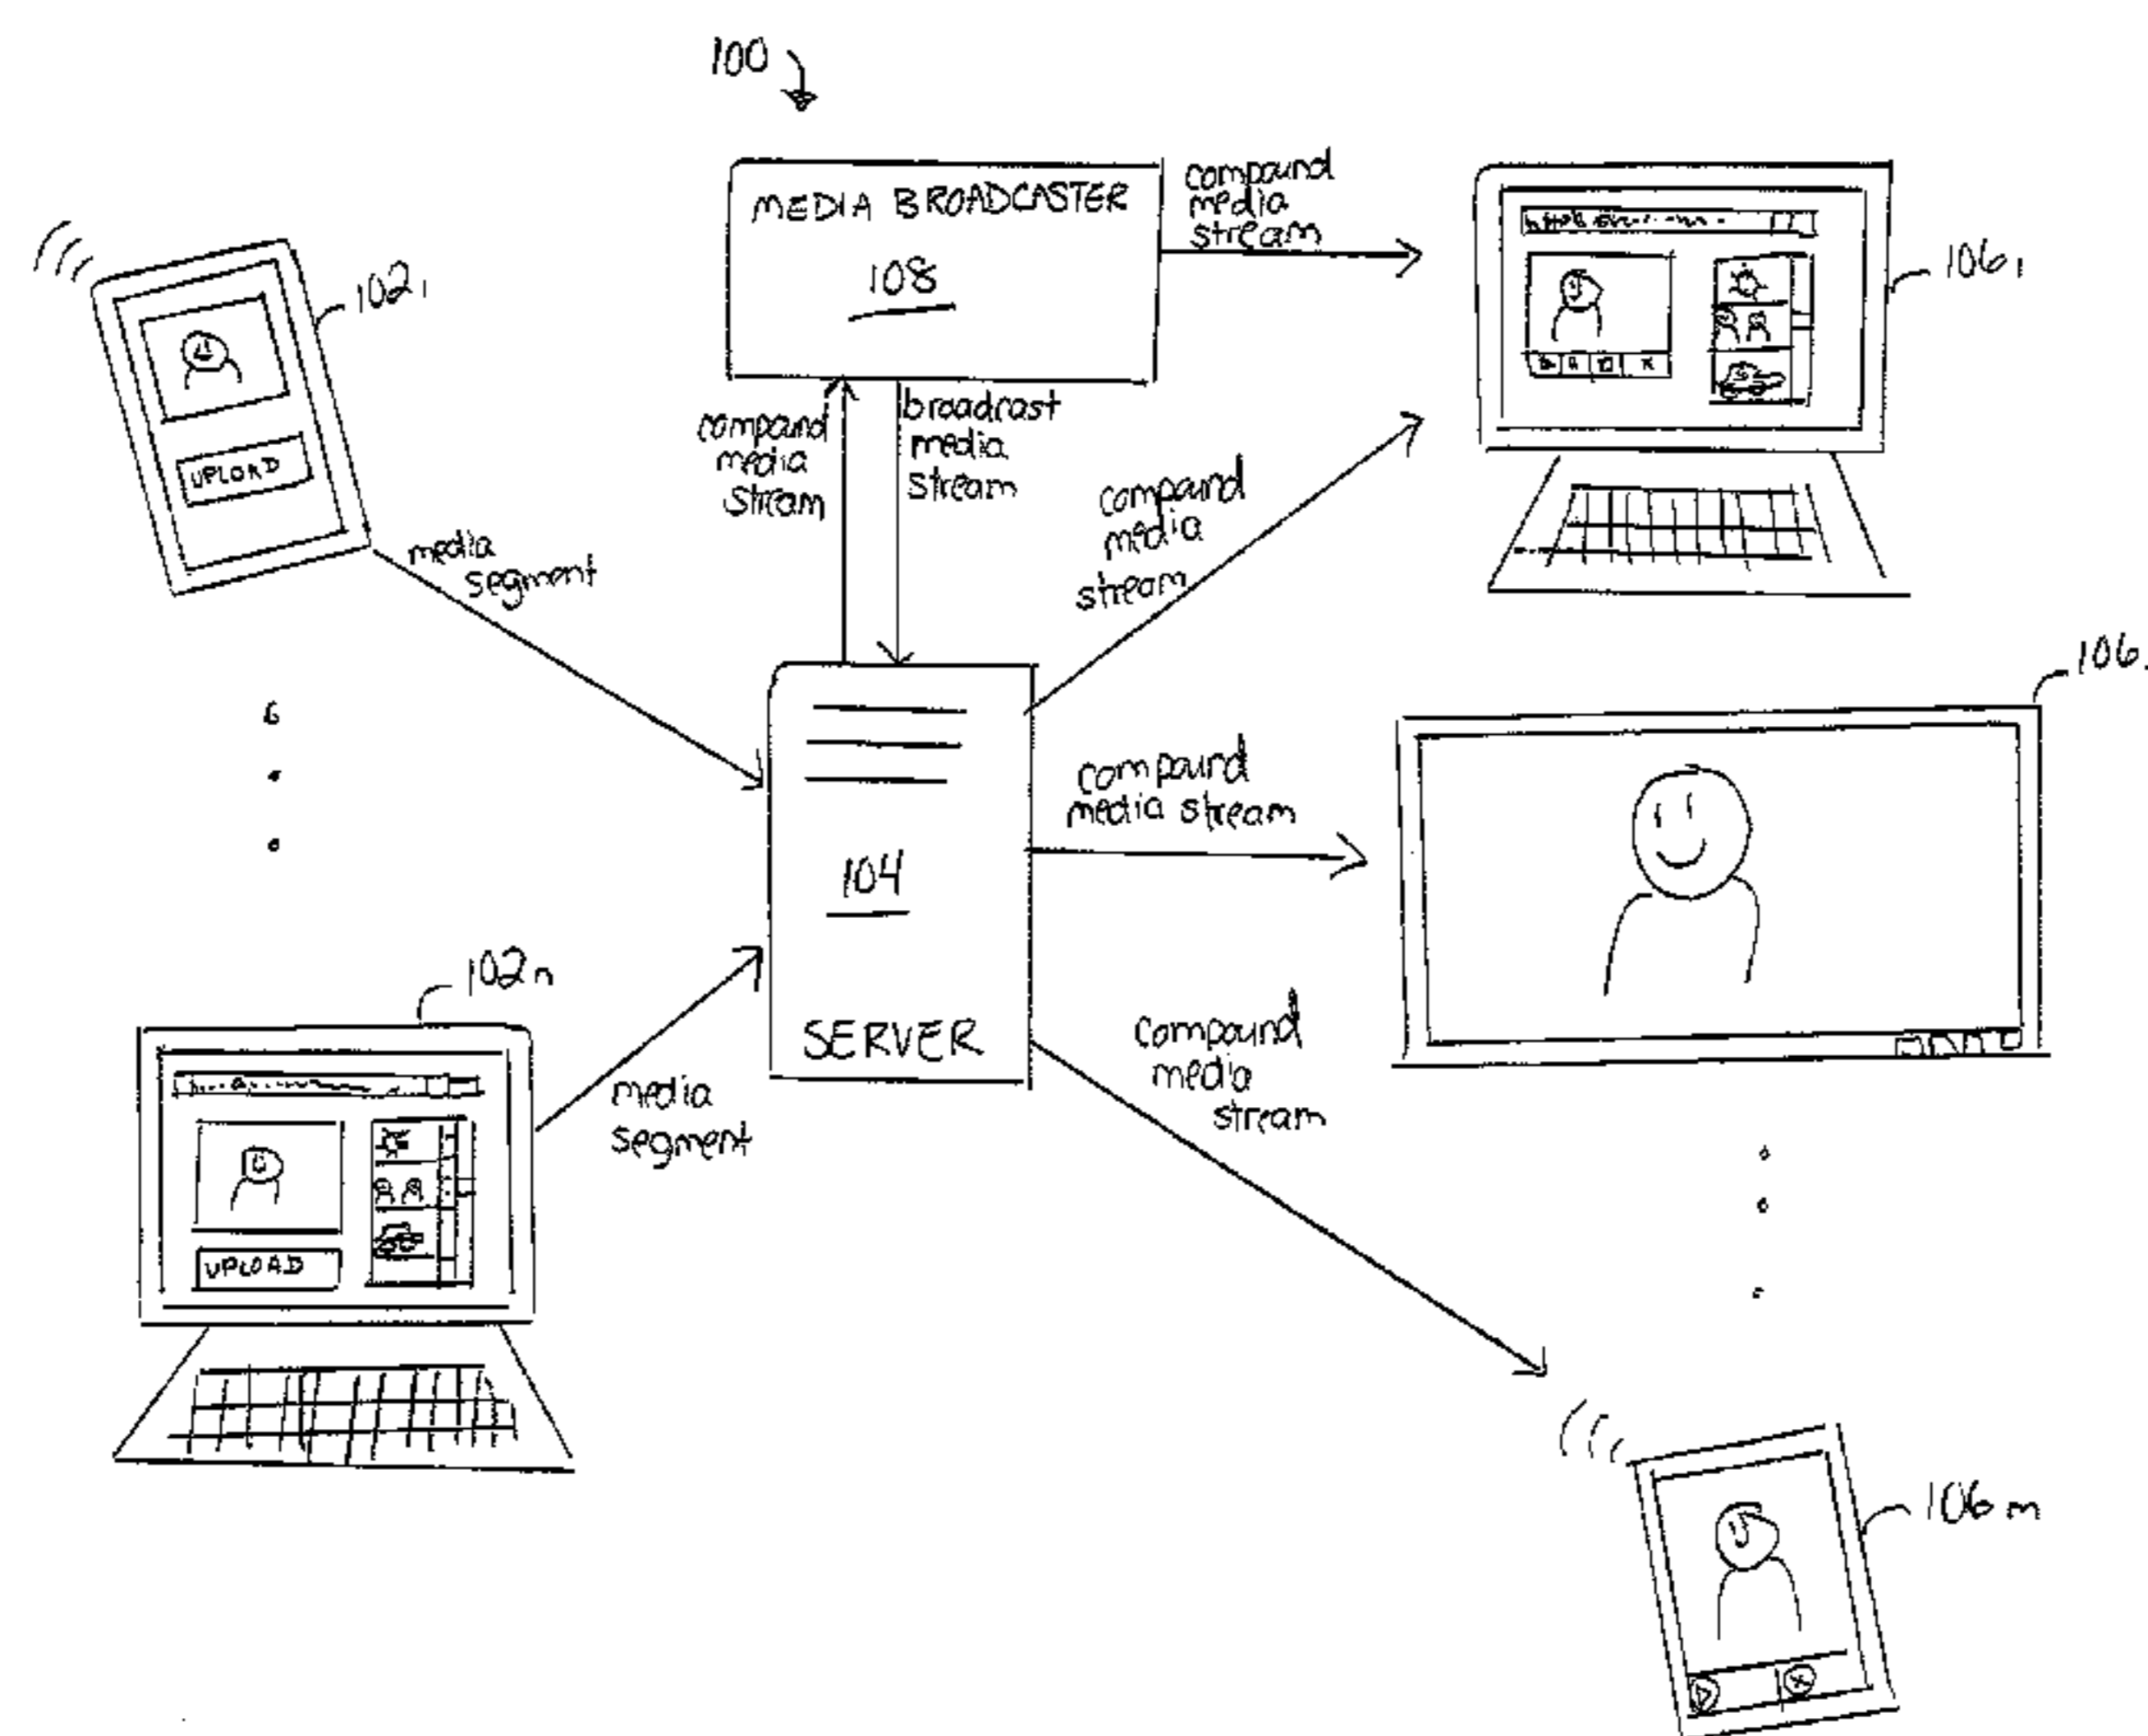 100
MEDIA BROADCASTER
108
compound
media
stream
106₁
102₁
UPLOAD
compound
media
stream
broadcast
media
stream
media
segment
compound
media
stream
106
104
SERVER
compound
media stream
102n
media
segment
compound
media
stream
UPLOAD
106m